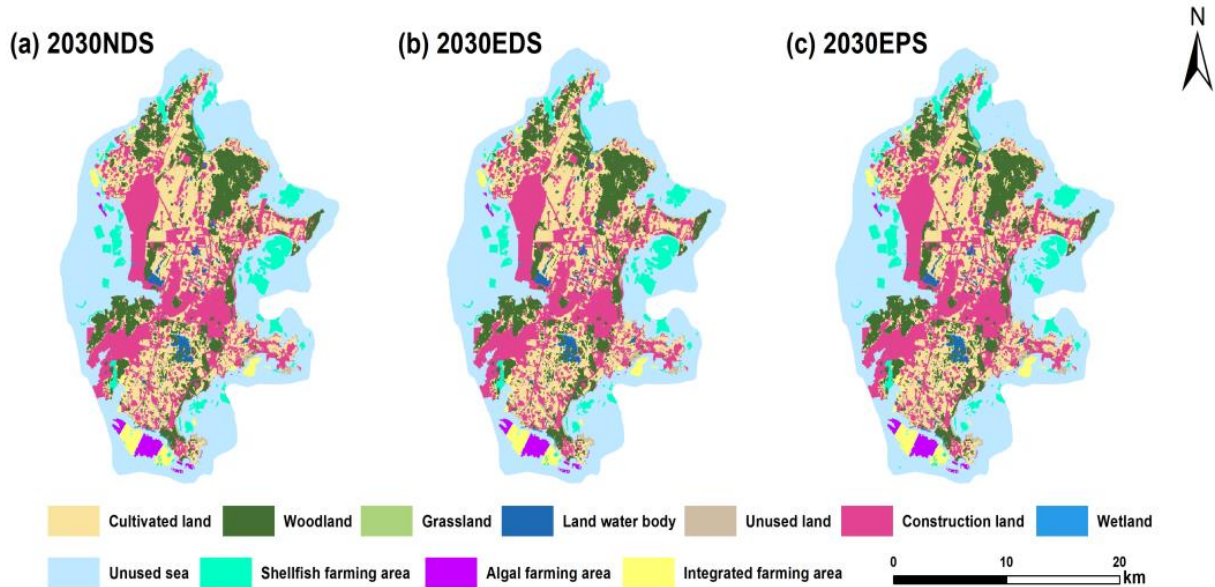 N
(a) 2030NDS (b) 2030EDS (c) 2030EPS
Cultivated land Woodland Grassland Land water body Unused land Construction land Wetland
Unused sea Shellfish farming area Algal farming area Integrated farming area
0 10 20
km